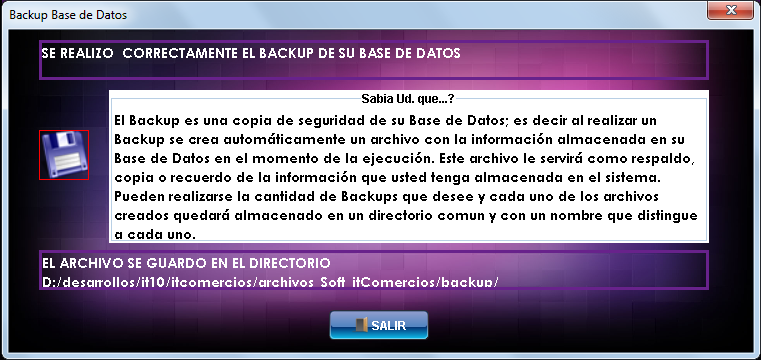 Backup Base de Datos
SE REALIZO CORRECTAMENTE EL BACKUP DE SU BASE DE DATOS
Sabia Ud. que...?
El Backup es una copia de seguridad de su Base de Datos; es decir al realizar un
Backup se crea automáticamente un archivo con la información almacenada en su
Base de Datos en el momento de la ejecución. Este archivo le servirá como respaldo,
copia o recuerdo de la información que usted tenga almacenada en el sistema.
Pueden realizarse la cantidad de Backups que desee y cada uno de los archivos
creados quedará almacenado en un directorio comun y con un nombre que distingue
a cada uno.
EL ARCHIVO SE GUARDO EN EL DIRECTORIO
D:/desarrollos/it10/itcomercios/archivos_Soft_itComercios/backup/
SALIR